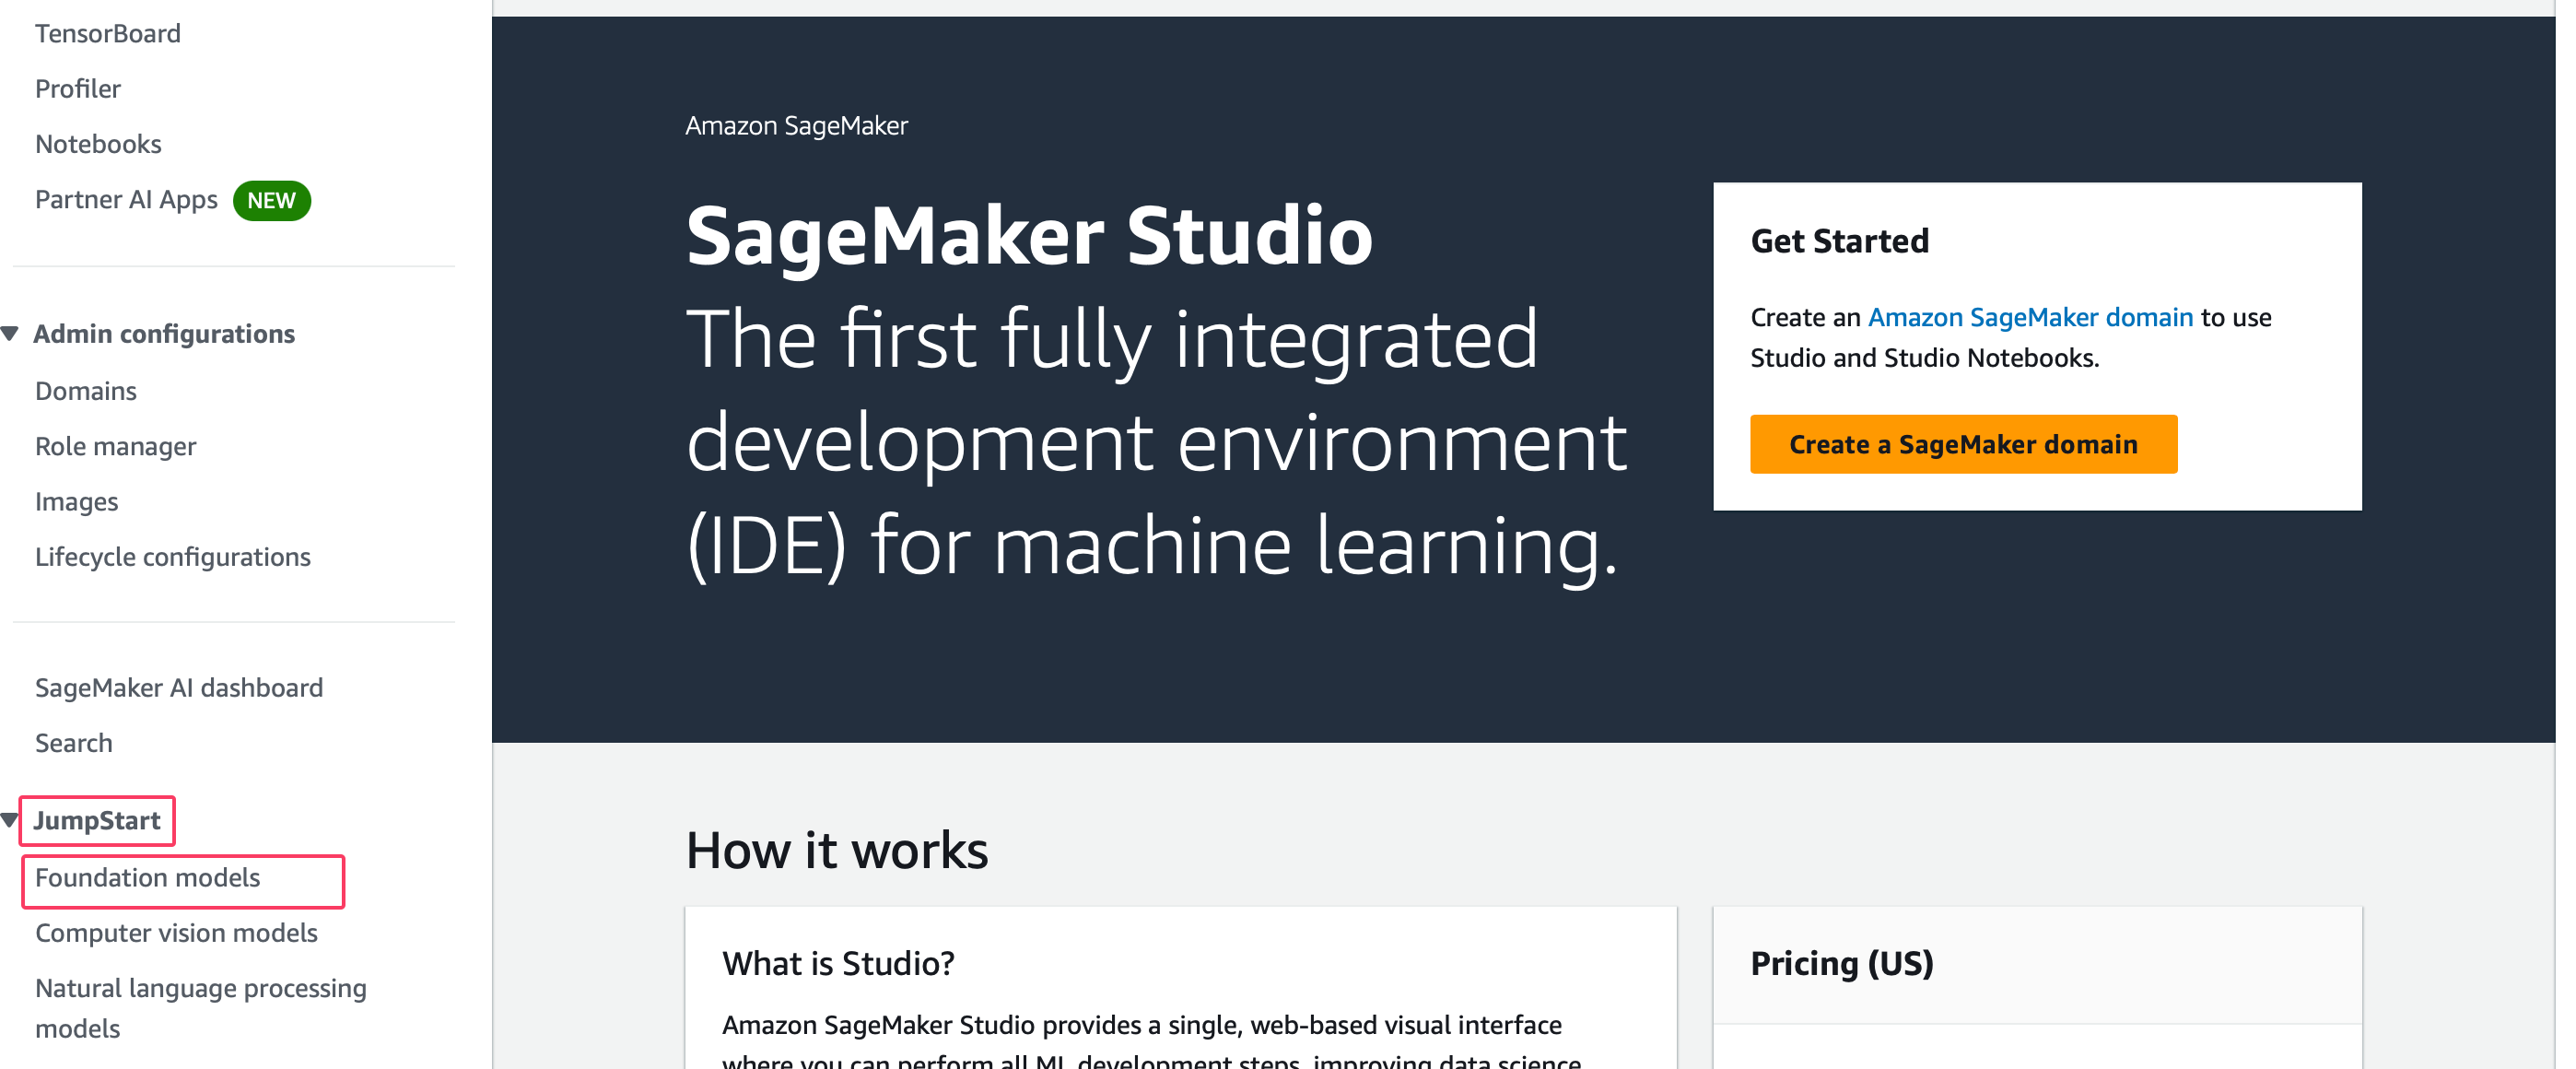 TensorBoard
Profiler
Notebooks
Partner AI Apps NEW
Admin configurations
Domains
Role manager
Images
Lifecycle configurations
SageMaker AI dashboard
Search
JumpStart
Foundation models
Computer vision models
Natural language processing
models
Amazon SageMaker
SageMaker Studio
The first fully integrated
development environment
(IDE) for machine learning.
Get Started
Create an Amazon SageMaker domain to use
Studio and Studio Notebooks.
Create a SageMaker domain
How it works
What is Studio?
Amazon SageMaker Studio provides a single, web-based visual interface
where you can perform all ML development steps, improving data science
Pricing (US)